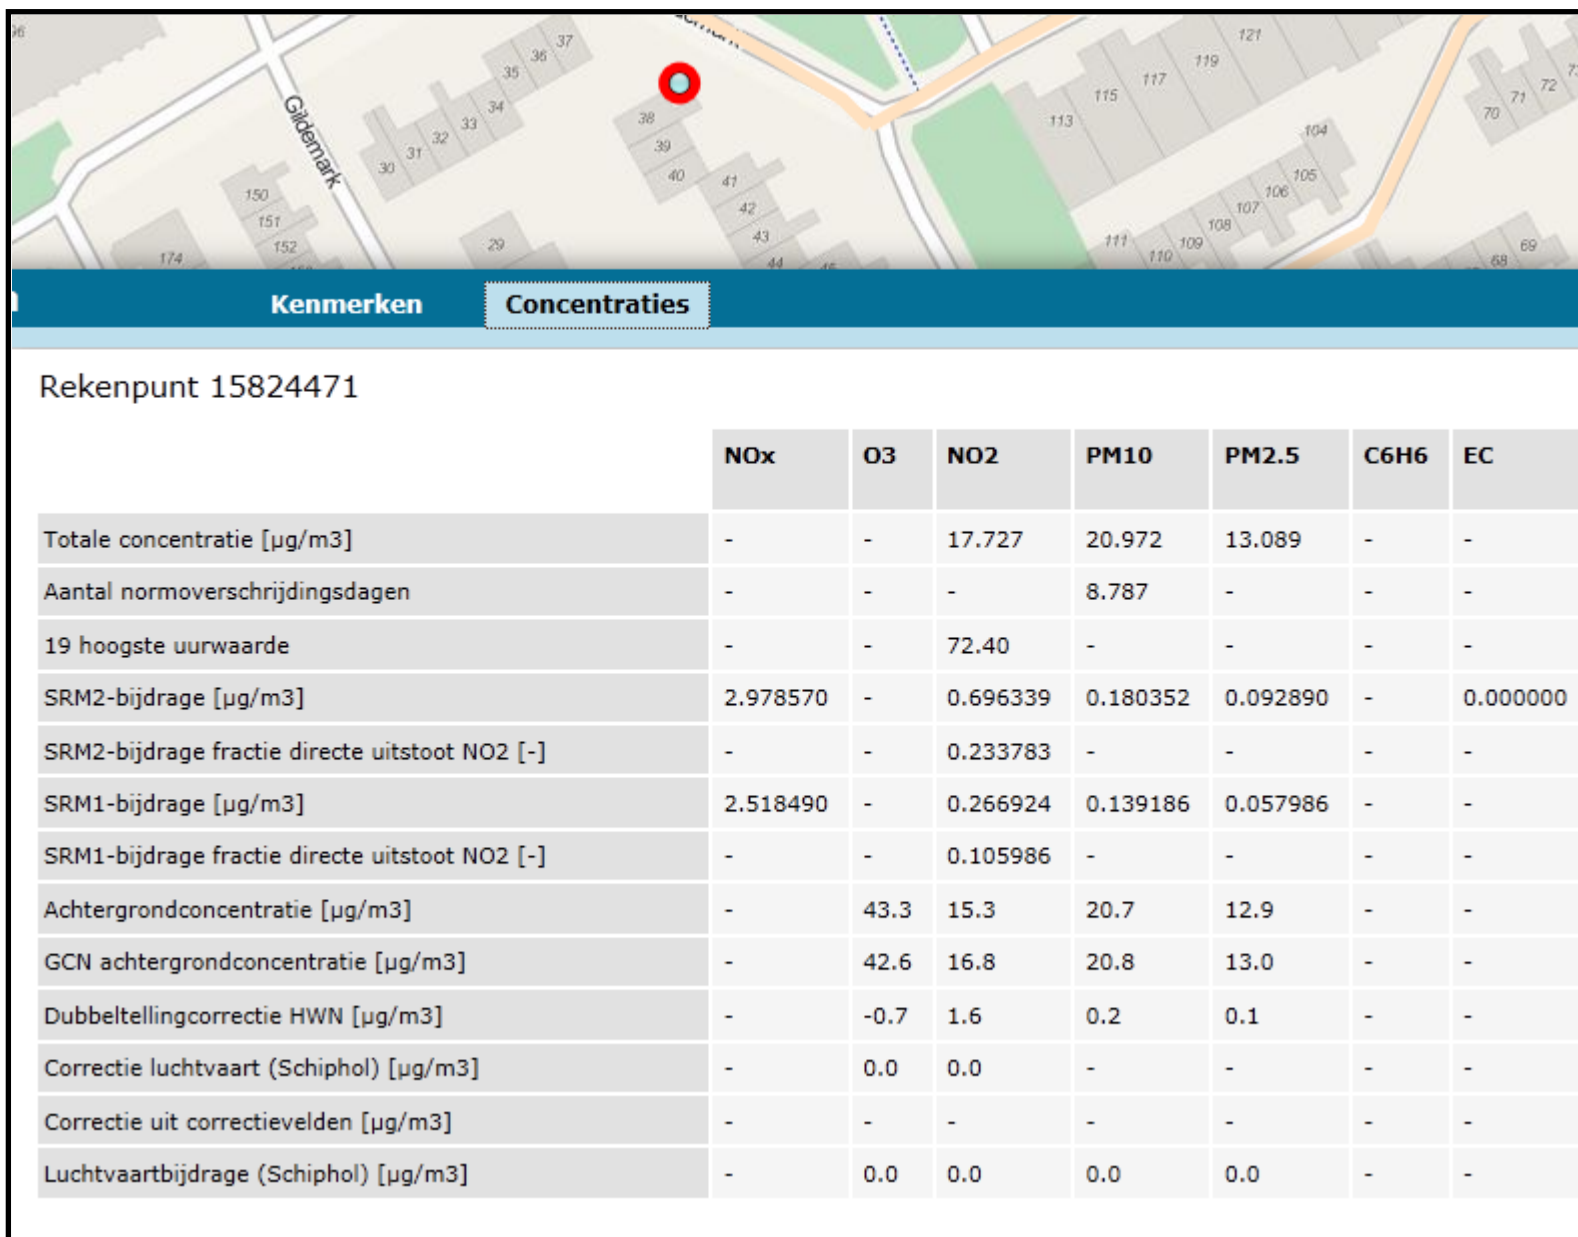 96
37
36
35
34
33
32
31
30
Gildemark
38
39
40
41
42
43
44
45
150
151
152
174
29
121
119
117
115
113
104
105
106
107
108
109
110
111
70
71
72
69
68
Kenmerken Concentraties
Rekenpunt 15824471
NOx O3 NO2 PM10 PM2.5 C6H6 EC
Totale concentratie [µg/m3] - - 17.727 20.972 13.089 - -
Aantal normoverschrijdingsdagen - - - 8.787 - - -
19 hoogste uurwaarde - - 72.40 - - - -
SRM2-bijdrage [µg/m3] 2.978570 - 0.696339 0.180352 0.092890 - 0.000000
SRM2-bijdrage fractie directe uitstoot NO2 [-] - - 0.233783 - - - -
SRM1-bijdrage [µg/m3] 2.518490 - 0.266924 0.139186 0.057986 - -
SRM1-bijdrage fractie directe uitstoot NO2 [-] - - 0.105986 - - - -
Achtergrondconcentratie [µg/m3] - 43.3 15.3 20.7 12.9 - -
GCN achtergrondconcentratie [µg/m3] - 42.6 16.8 20.8 13.0 - -
Dubbeltellingcorrectie HWN [µg/m3] - -0.7 1.6 0.2 0.1 - -
Correctie luchtvaart (Schiphol) [µg/m3] - 0.0 0.0 - - - -
Correctie uit correctievelden [µg/m3] - - - - - - -
Luchtvaartbijdrage (Schiphol) [µg/m3] - 0.0 0.0 0.0 0.0 - -